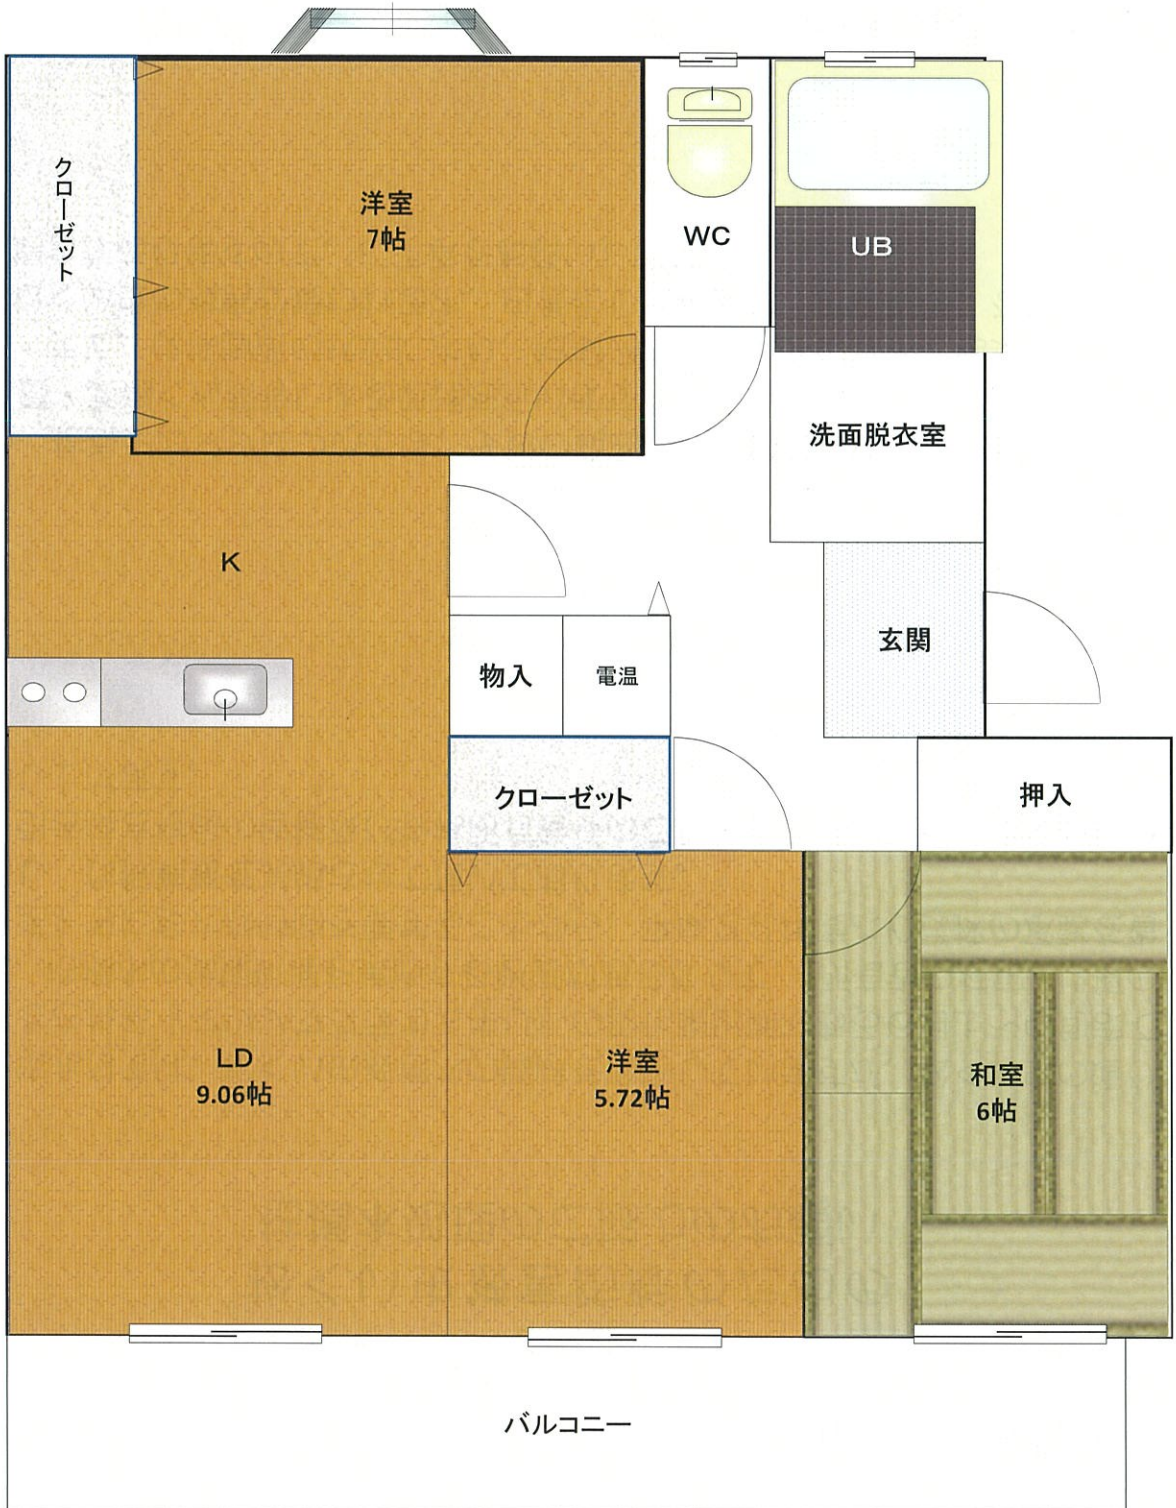 クローゼット
洋室
7帖
WC
UB
洗面脱衣室
K
玄関
物入
電温
クローゼット
押入
LD
9.06帖
洋室
5.72帖
和室
6帖
バルコニー